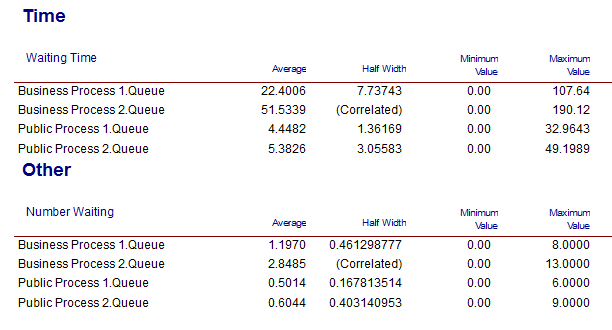 Time
Waiting Time Average Half Width Minimum Value Maximum Value
Business Process 1.Queue 22.4006 7.73743 0.00 107.64
Business Process 2.Queue 51.5339 (Correlated) 0.00 190.12
Public Process 1.Queue 4.4482 1.36169 0.00 32.9643
Public Process 2.Queue 5.3826 3.05583 0.00 49.1989
Other
Number Waiting Average Half Width Minimum Value Maximum Value
Business Process 1.Queue 1.1970 0.461298777 0.00 8.0000
Business Process 2.Queue 2.8485 (Correlated) 0.00 13.0000
Public Process 1.Queue 0.5014 0.167813514 0.00 6.0000
Public Process 2.Queue 0.6044 0.403140953 0.00 9.0000